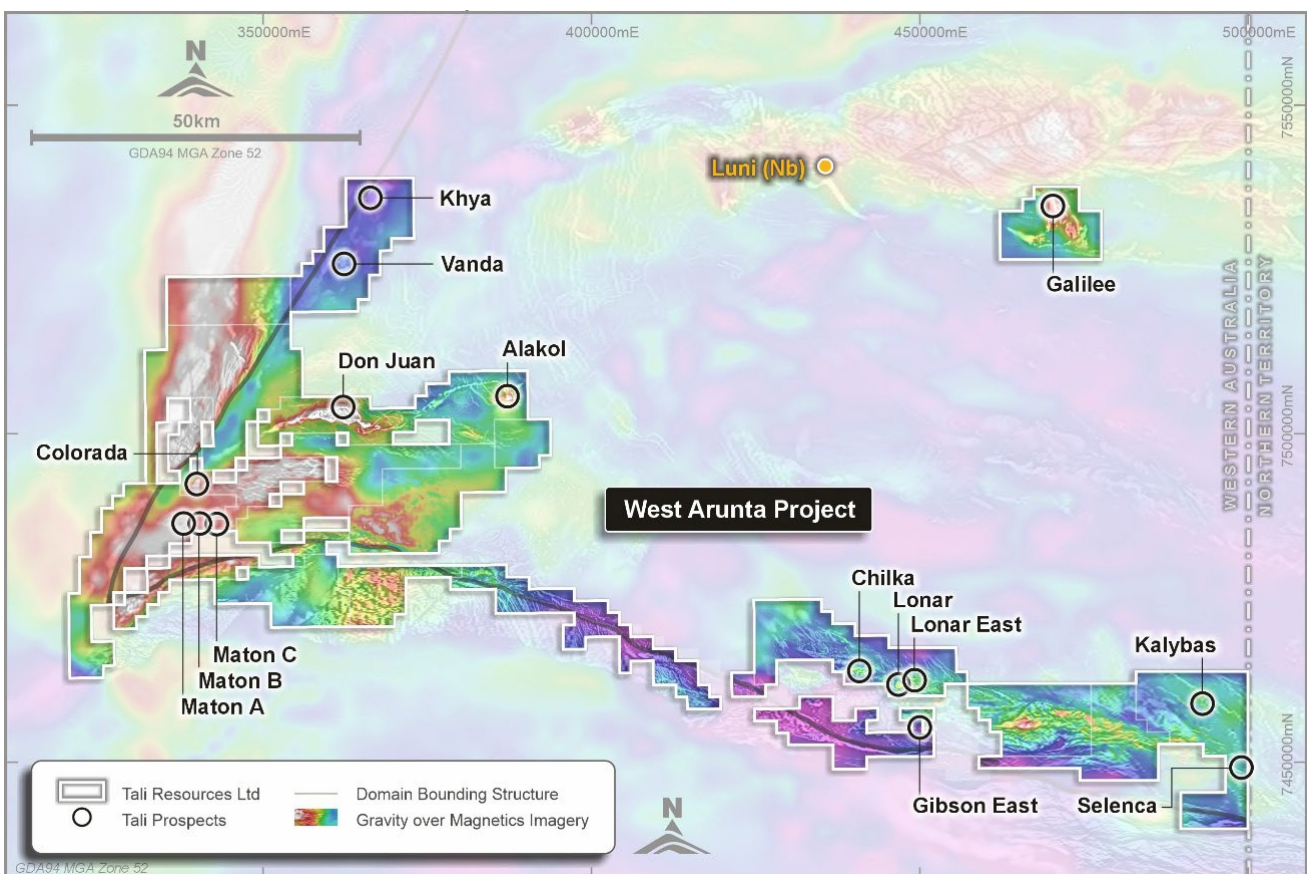 350000mE
400000mE
450000mE
500000mE
N
50km
GDA94 MGA Zone 52
7550000mN
Luni (Nb)
Khya
Vanda
Galilee
WESTERN AUSTRALIA
NORTHERN TERRITORY
Don Juan
Alakol
7500000mN
Colorada
West Arunta Project
Chilka
Lonar
Lonar East
Kalybas
Maton C
Maton B
Maton A
7450000mN
Gibson East
Selenca
Tali Resources Ltd
Domain Bounding Structure
Tali Prospects
Gravity over Magnetics Imagery
N
GDA94 MGA Zone 52